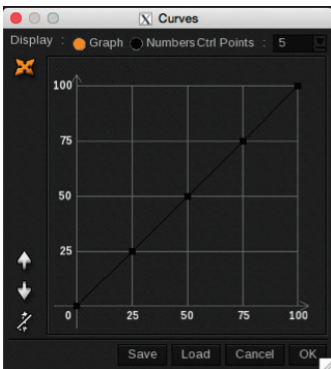 X Curves
Display : Graph Numbers Ctrl Points : 5
100
75
50
25
0 25 50 75 100
Save Load Cancel OK